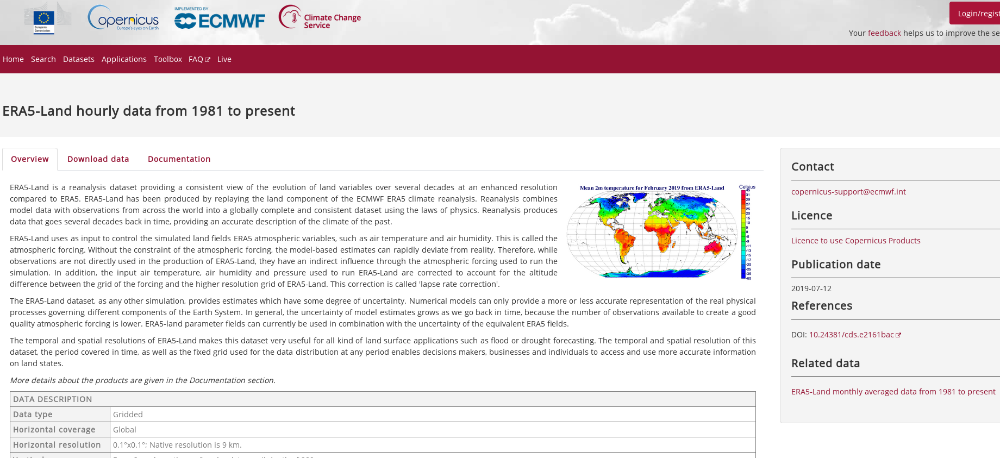 European
Commission
opernicus
Europe's eyes on Earth
IMPLEMENTED BY
ECMWF
Climate Change
Service
Login/regist
Your feedback helps us to improve the se
Home Search Datasets Applications Toolbox FAQ Live
ERA5-Land hourly data from 1981 to present
Overview Download data Documentation
ERA5-Land is a reanalysis dataset providing a consistent view of the evolution of land variables over several decades at an enhanced resolution
compared to ERA5. ERA5-Land has been produced by replaying the land component of the ECMWF ERA5 climate reanalysis. Reanalysis combines
model data with observations from across the world into a globally complete and consistent dataset using the laws of physics. Reanalysis produces
data that goes several decades back in time, providing an accurate description of the climate of the past.
ERA5-Land uses as input to control the simulated land fields ERA5 atmospheric variables, such as air temperature and air humidity. This is called the
atmospheric forcing. Without the constraint of the atmospheric forcing, the model-based estimates can rapidly deviate from reality. Therefore, while
observations are not directly used in the production of ERA5-Land, they have an indirect influence through the atmospheric forcing used to run the
simulation. In addition, the input air temperature, air humidity and pressure used to run ERA5-Land are corrected to account for the altitude
difference between the grid of the forcing and the higher resolution grid of ERA5-Land. This correction is called 'lapse rate correction'.
Mean 2m temperature for February 2019 from ERA5-Land
Celsius
45
31
29
27
25
20
15
10
5
0
-5
-9
-11
-13
-15
-17
-20
-25
-35
-60
The ERA5-Land dataset, as any other simulation, provides estimates which have some degree of uncertainty. Numerical models can only provide a more or less accurate representation of the real physical
processes governing different components of the Earth System. In general, the uncertainty of model estimates grows as we go back in time, because the number of observations available to create a good
quality atmospheric forcing is lower. ERA5-land parameter fields can currently be used in combination with the uncertainty of the equivalent ERA5 fields.
The temporal and spatial resolutions of ERA5-Land makes this dataset very useful for all kind of land surface applications such as flood or drought forecasting. The temporal and spatial resolution of this
dataset, the period covered in time, as well as the fixed grid used for the data distribution at any period enables decisions makers, businesses and individuals to access and use more accurate information
on land states.
More details about the products are given in the Documentation section.
DATA DESCRIPTION
Data type Gridded
Horizontal coverage Global
Horizontal resolution 0.1°x0.1°; Native resolution is 9 km.
Contact
copernicus-support@ecmwf.int
Licence
Licence to use Copernicus Products
Publication date
2019-07-12
References
DOI: 10.24381/cds.e2161bac
Related data
ERA5-Land monthly averaged data from 1981 to present